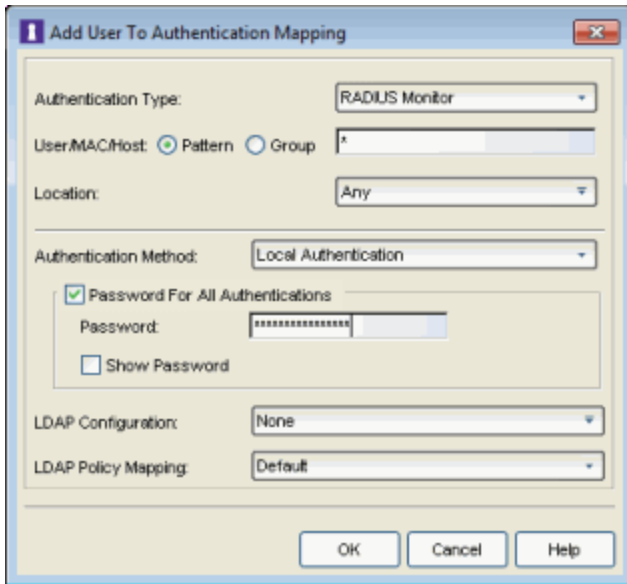 Add User To Authentication Mapping
Authentication Type: RADIUS Monitor
User/MAC/Host: Pattern Group *
Location: Any
Authentication Method: Local Authentication
Password For All Authentications
Password: ****************
Show Password
LDAP Configuration: None
LDAP Policy Mapping: Default
OK Cancel Help